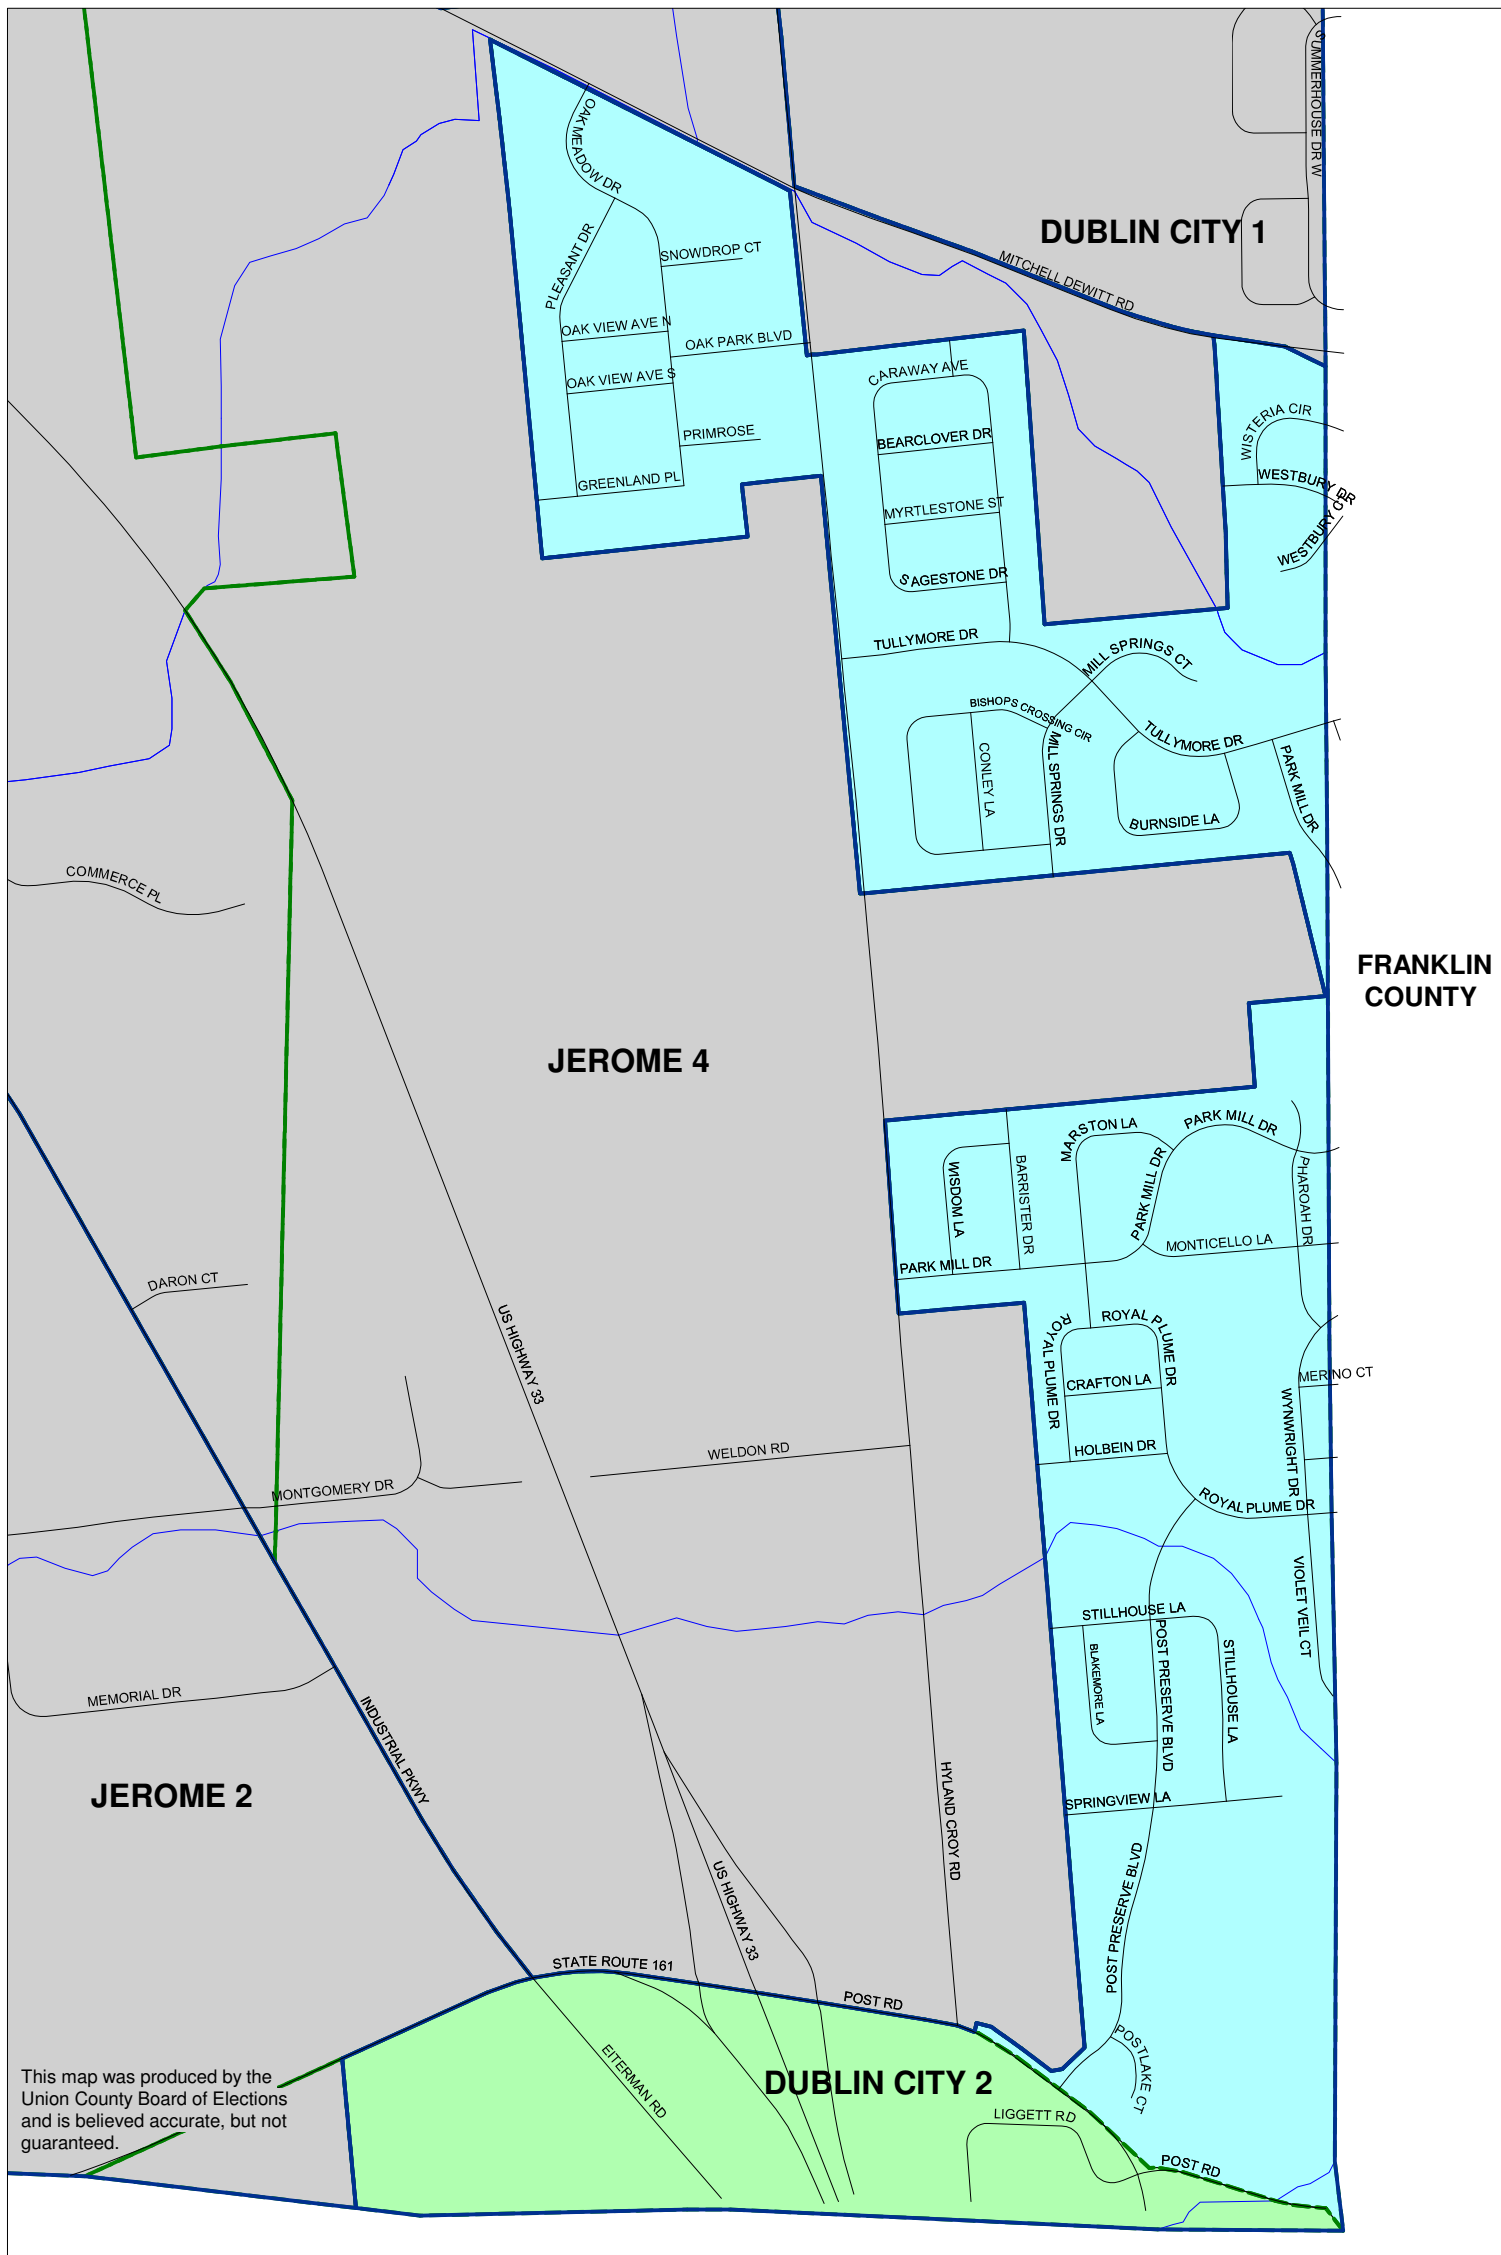 SUMMERHOUSE DR W
OAK MEADOW DR
DUBLIN CITY 1
PLEASANT DR
SNOWDROP CT
MITCHELL DEWITT RD
OAK VIEW AVE N
OAK PARK BLVD
OAK VIEW AVE S
CARAWAY AVE
WISTERIA CIR
PRIMROSE
BEARCLOVER DR
GREENLAND PL
WESTBURY DR
MYRTLESTONE ST
WESTBURY CT
SAGESTONE DR
TULLYMORE DR
MILL SPRINGS CT
BISHOPS CROSSING CIR
TULLYMORE DR
CONLEY LA
MILL SPRINGS DR
PARK MILL DR
BURNSIDE LA
COMMERCE PL
FRANKLIN
COUNTY
JEROME 4
MARSTON LA
PARK MILL DR
WISDOM LA
BARRISTER DR
PARK MILL DR
PHAROAH DR
MONTICELLO LA
PARK MILL DR
DARON CT
US HIGHWAY 33
ROYAL PLUME DR
ROYAL PLUME DR
CRAFTON LA
MERINO CT
WYNWRIGHT DR
WELDON RD
HOLBEIN DR
MONTGOMERY DR
ROYAL PLUME DR
VIOLET VEIL CT
STILLHOUSE LA
BLAKEMORE LA
POST PRESERVE BLVD
STILLHOUSE LA
MEMORIAL DR
INDUSTRIAL PKWY
JEROME 2
HYLAND CROY RD
SPRINGVIEW LA
US HIGHWAY 33
POST PRESERVE BLVD
STATE ROUTE 161
POST RD
EITERMAN RD
DUBLIN CITY 2
POSTLAKE CT
LIGGETT RD
POST RD
This map was produced by the
Union County Board of Elections
and is believed accurate, but not
guaranteed.